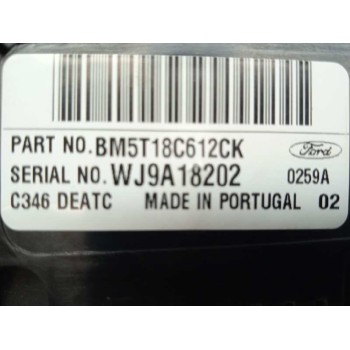 PART NO. BM5T18C612CK
Ford
SERIAL NO. WJ9A18202
0259A
C346 DEATC MADE IN PORTUGAL 02